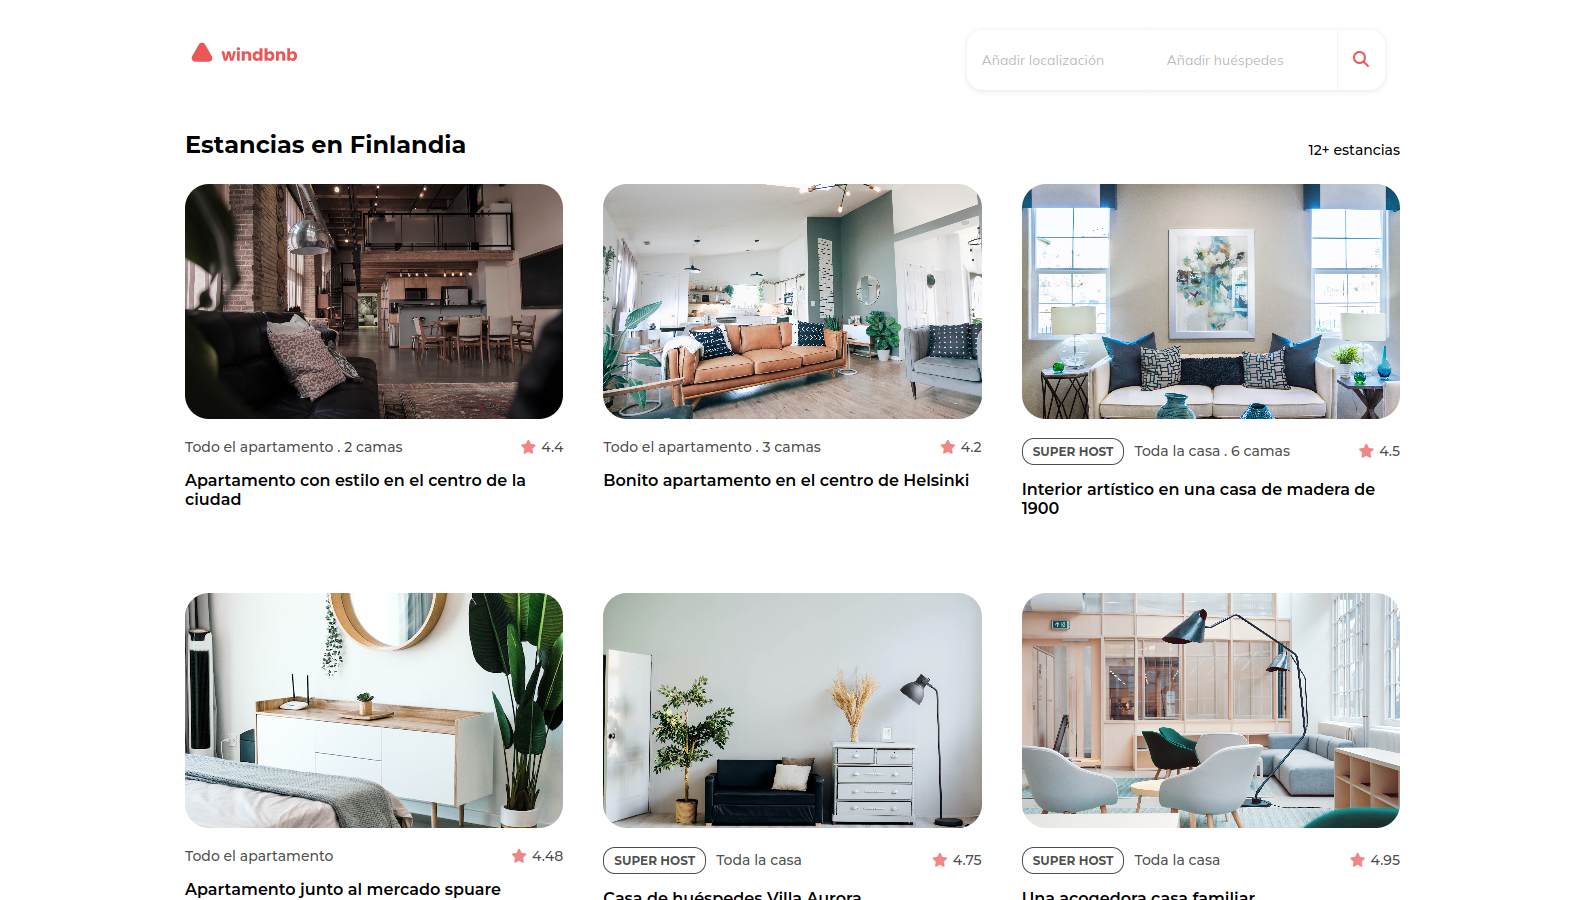 windbnb
Añadir localización
Añadir huéspedes
Estancias en Finlandia
12+ estancias
Todo el apartamento . 2 camas
4.4
Apartamento con estilo en el centro de la
ciudad
Todo el apartamento . 3 camas
4.2
Bonito apartamento en el centro de Helsinki
SUPER HOST
Toda la casa . 6 camas
4.5
Interior artístico en una casa de madera de
1900
Todo el apartamento
4.48
Apartamento junto al mercado spuare
SUPER HOST
Toda la casa
4.75
Casa de huéspedes Villa Aurora
SUPER HOST
Toda la casa
4.95
Una acogedora casa familiar